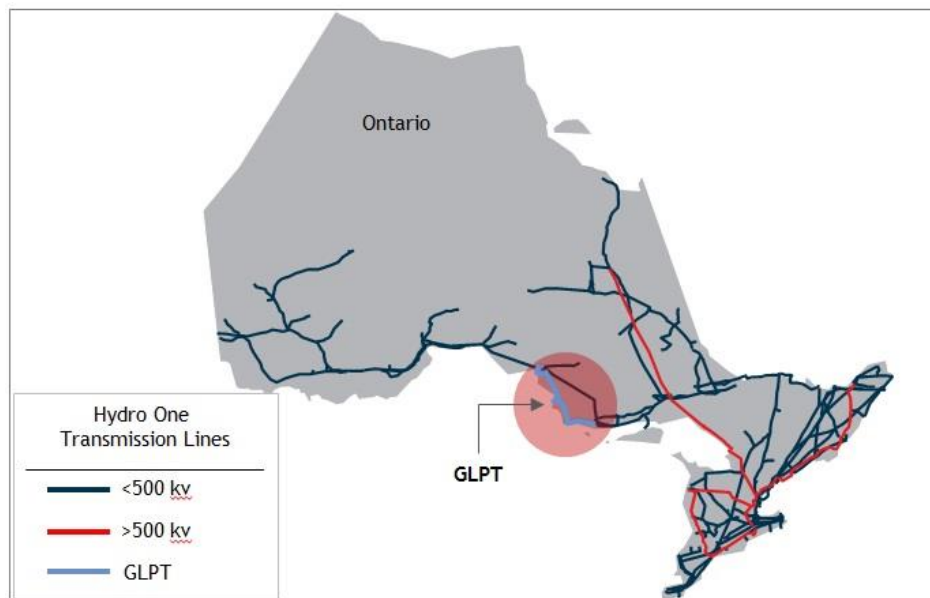 Ontario
GLPT
Hydro One
Transmission Lines
<500 kv
>500 kv
GLPT